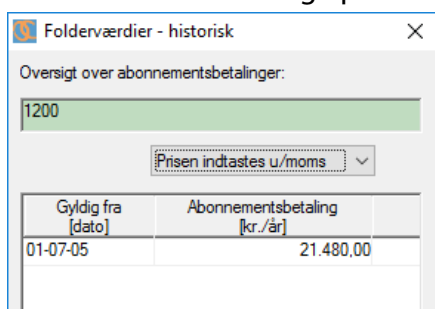 Folderværdier - historisk
Oversigt over abonnementsbetalinger:
1200
Prisen indtastes u/moms
Gyldig fra Abonnementsbetaling
[dato] [kr./år]
01-07-05 21.480,00